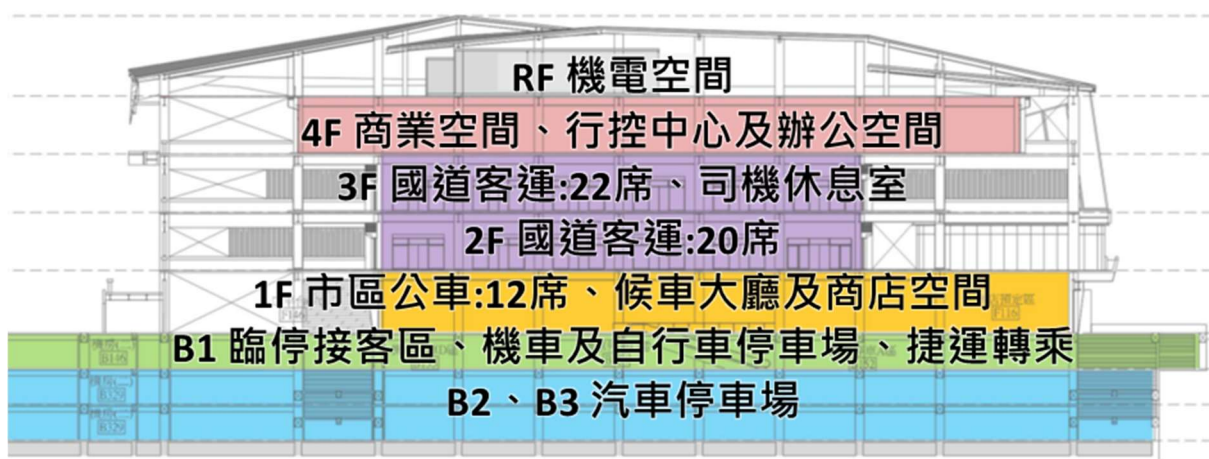 RF 機電空間
4F 商業空間、行控中心及辦公空間
3F 國道客運:22席、司機休息室
2F 國道客運:20席
1F 市區公車:12席、候車大廳及商店空間
B1 臨停接客區、機車及自行車停車場、捷運轉乘
B2、B3 汽車停車場
F116
B146
B329
B329